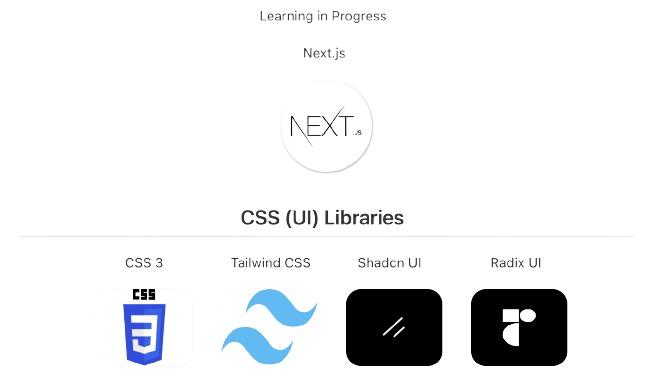 Learning in Progress
Next.js
NEXT.JS
CSS (UI) Libraries
CSS 3 Tailwind CSS Shadcn UI Radix UI
CSS
3